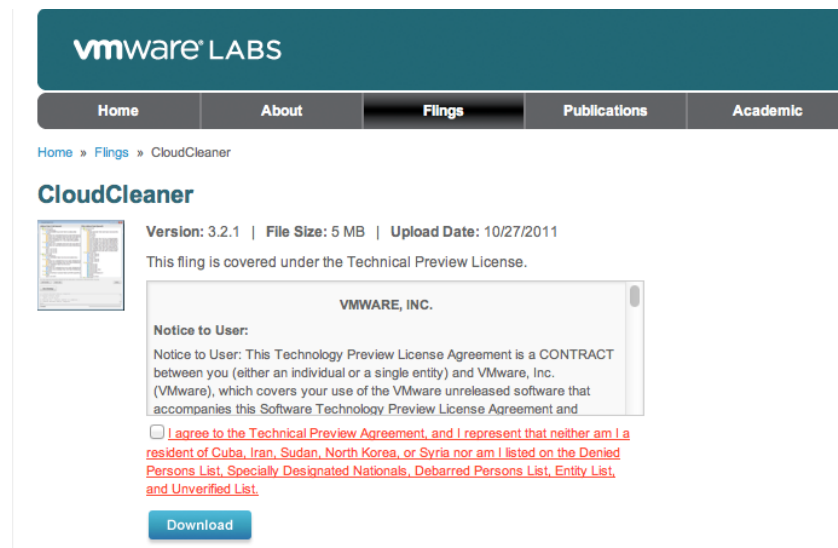 vmware® LABS
Home About Flings Publications Academic
Home » Flings » CloudCleaner
CloudCleaner
Version: 3.2.1 | File Size: 5 MB | Upload Date: 10/27/2011
This fling is covered under the Technical Preview License.
VMWARE, INC.
Notice to User:
Notice to User: This Technology Preview License Agreement is a CONTRACT
between you (either an individual or a single entity) and VMware, Inc.
(VMware), which covers your use of the VMware unreleased software that
accompanies this Software Technology Preview License Agreement and
I agree to the Technical Preview Agreement, and I represent that neither am I a
resident of Cuba, Iran, Sudan, North Korea, or Syria nor am I listed on the Denied
Persons List, Specially Designated Nationals, Debarred Persons List, Entity List,
and Unverified List.
Download